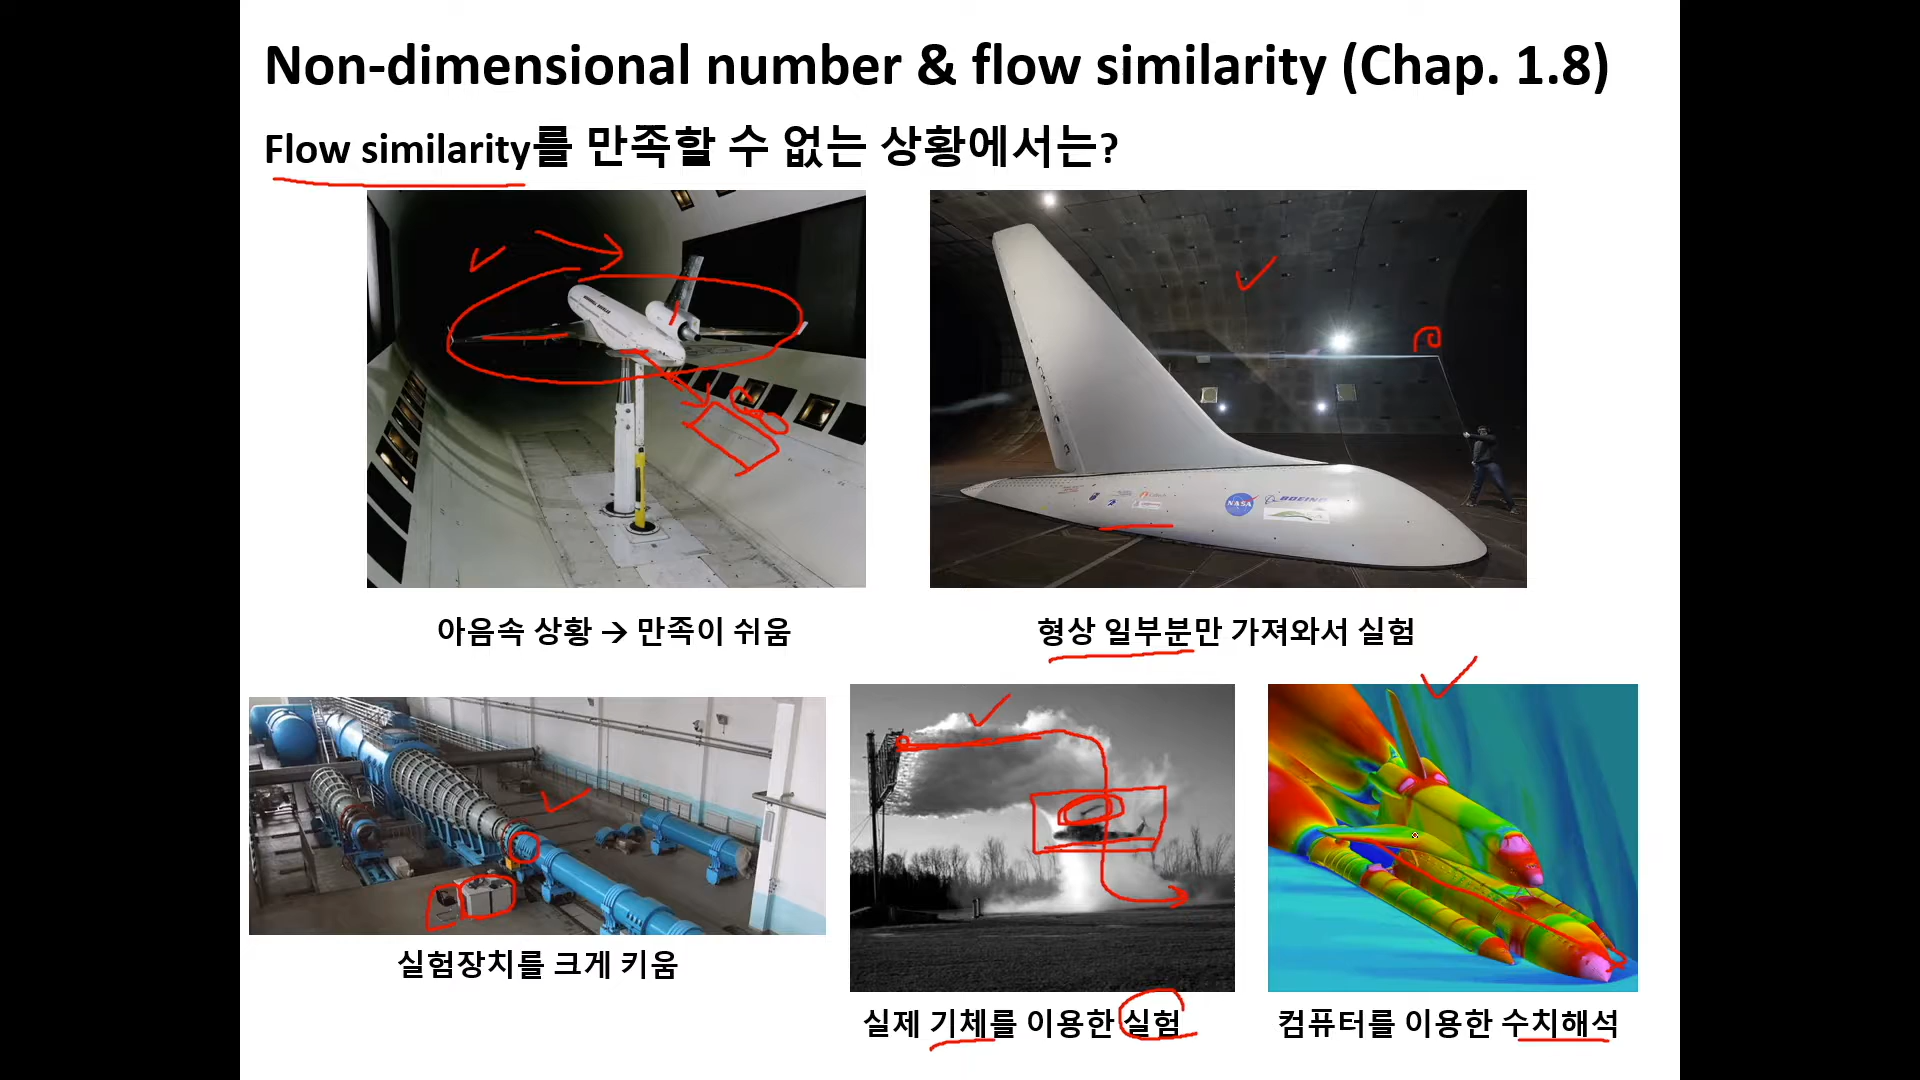 Non-dimensional number & flow similarity (Chap. 1.8)
Flow similarity를 만족할 수 없는 상황에서는?
NASA
BOEING
아음속 상황 → 만족이 쉬움
형상 일부분만 가져와서 실험
실험장치를 크게 키움
실제 기체를 이용한 실험
컴퓨터를 이용한 수치해석